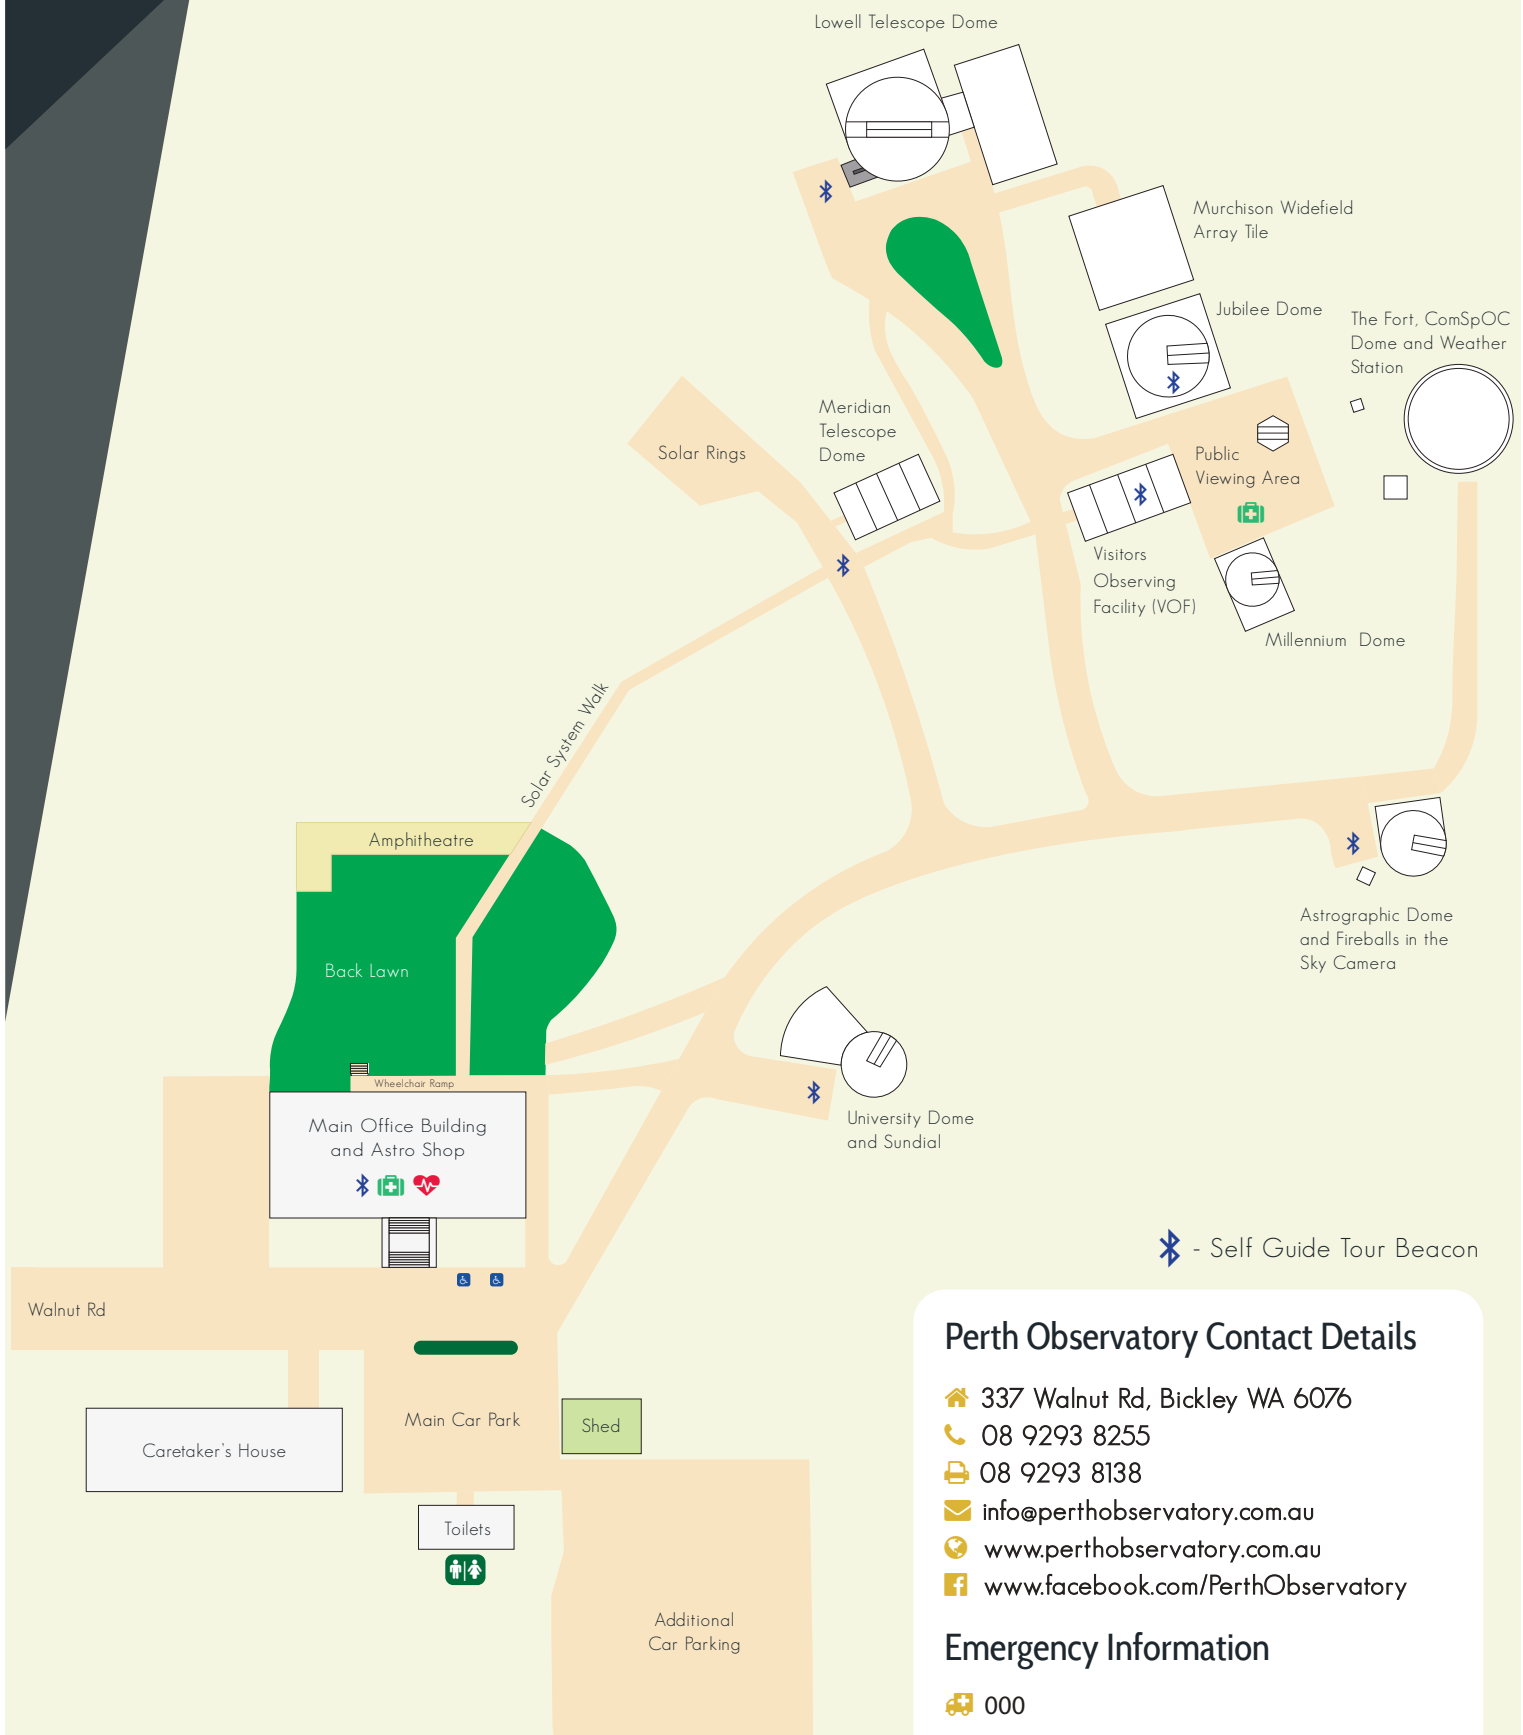 Lowell Telescope Dome
Murchison Widefield
Array Tile
Jubilee Dome
The Fort, ComSpOC
Dome and Weather
Station
Meridian
Telescope
Dome
Solar Rings
Public
Viewing Area
Visitors
Observing
Facility (VOF)
Millennium Dome
Solar System Walk
Amphitheatre
Back Lawn
Astrographic Dome
and Fireballs in the
Sky Camera
Wheelchair Ramp
University Dome
and Sundial
Main Office Building
and Astro Shop
- Self Guide Tour Beacon
Walnut Rd
Main Car Park
Shed
Caretaker's House
Toilets
Additional
Car Parking
Perth Observatory Contact Details
337 Walnut Rd, Bickley WA 6076
08 9293 8255
08 9293 8138
info@perthobservatory.com.au
www.perthobservatory.com.au
www.facebook.com/PerthObservatory
Emergency Information
000